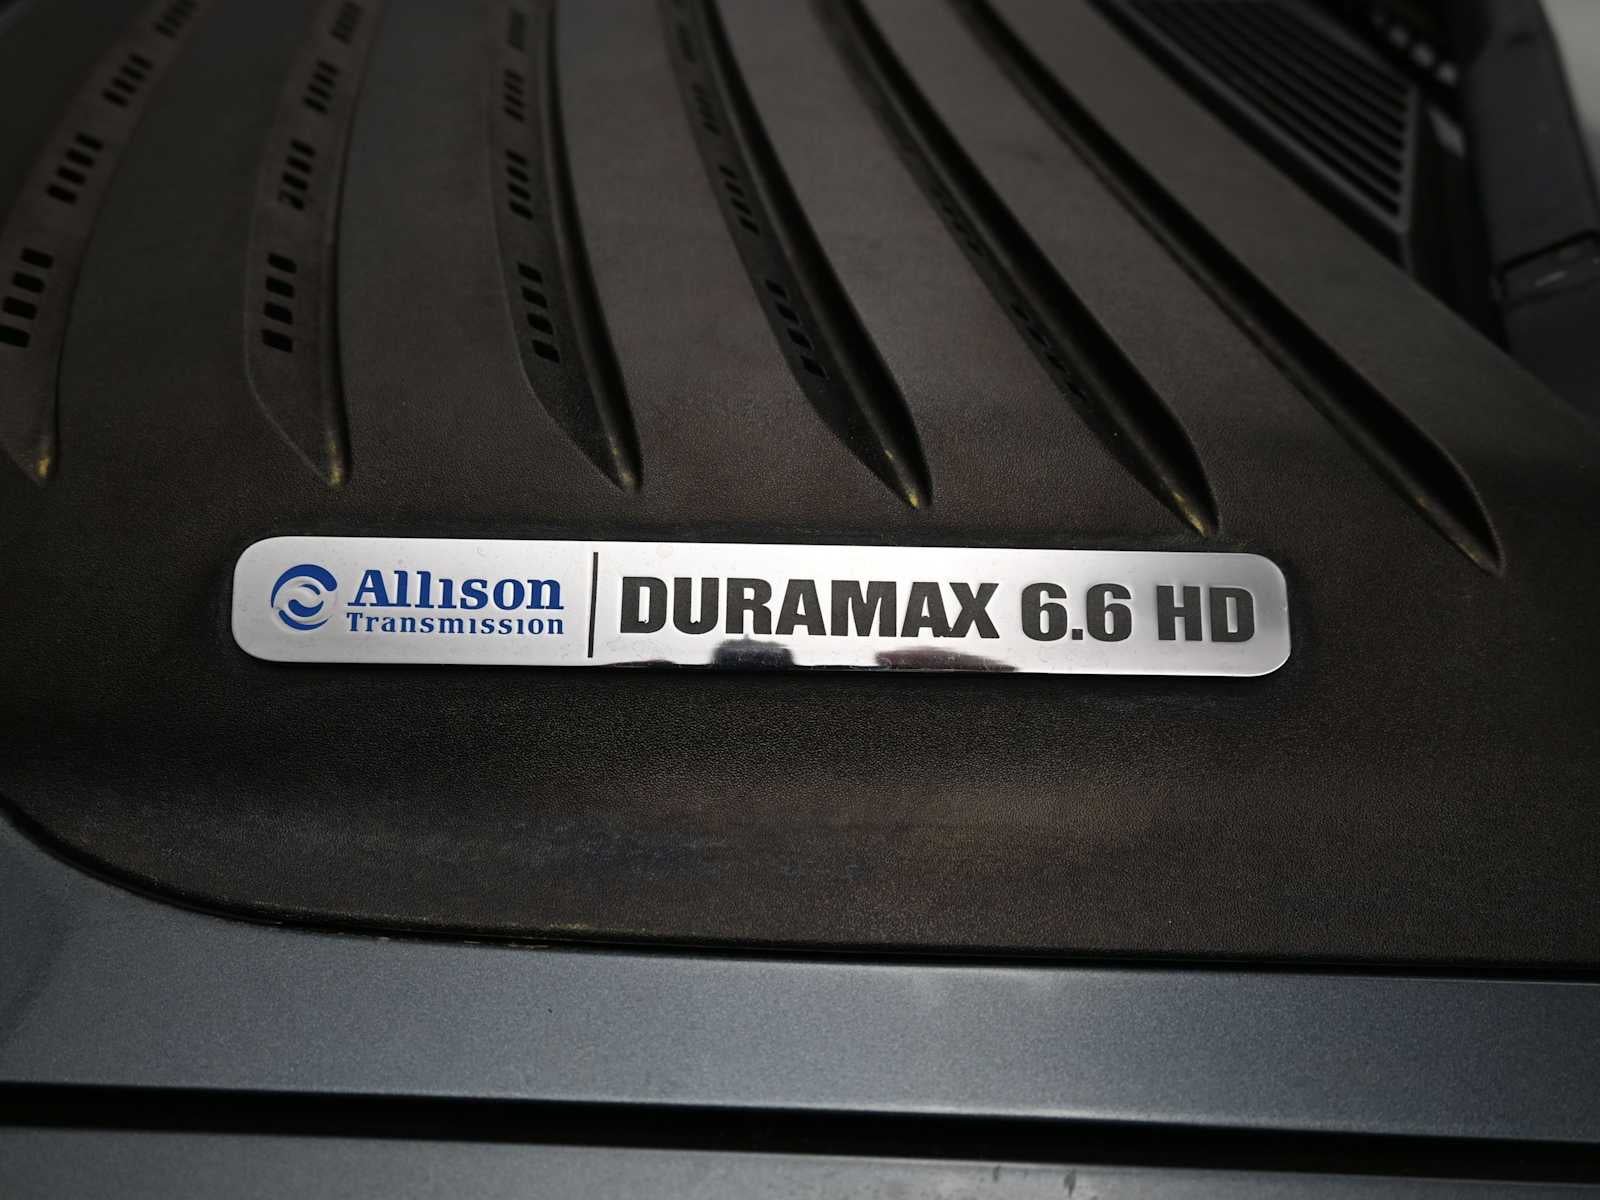 Allison
Transmission
DURAMAX 6.6 HD